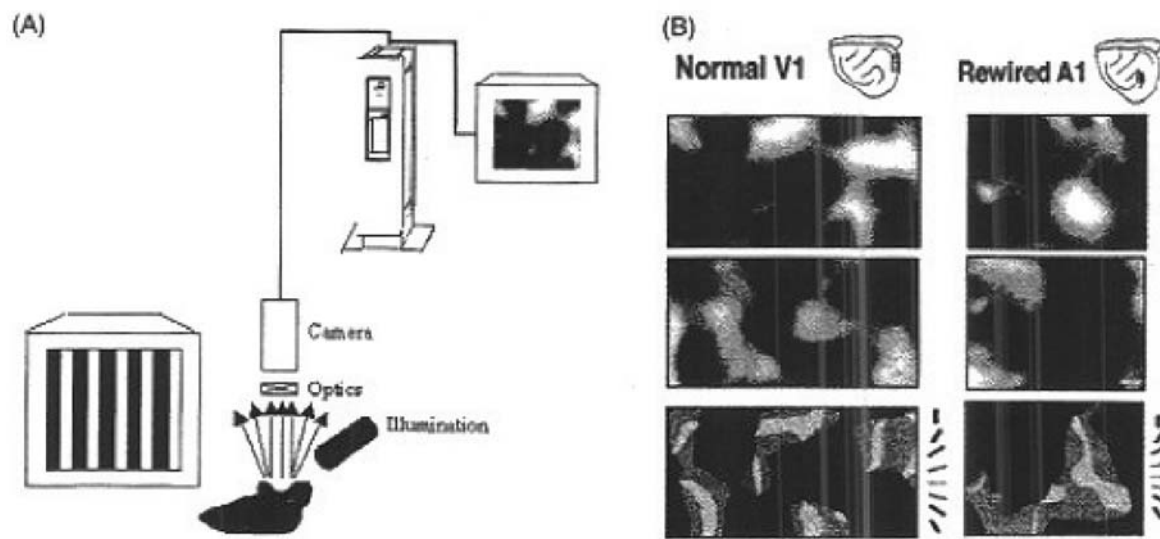 (A)
Camera
Optics
Illumination
(B)
Normal V1
Rewired A1